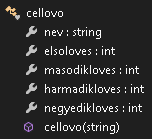 cellovo
nev : string
elsoloves : int
masodikloves : int
harmadikloves : int
negyedikloves : int
cellovo(string)